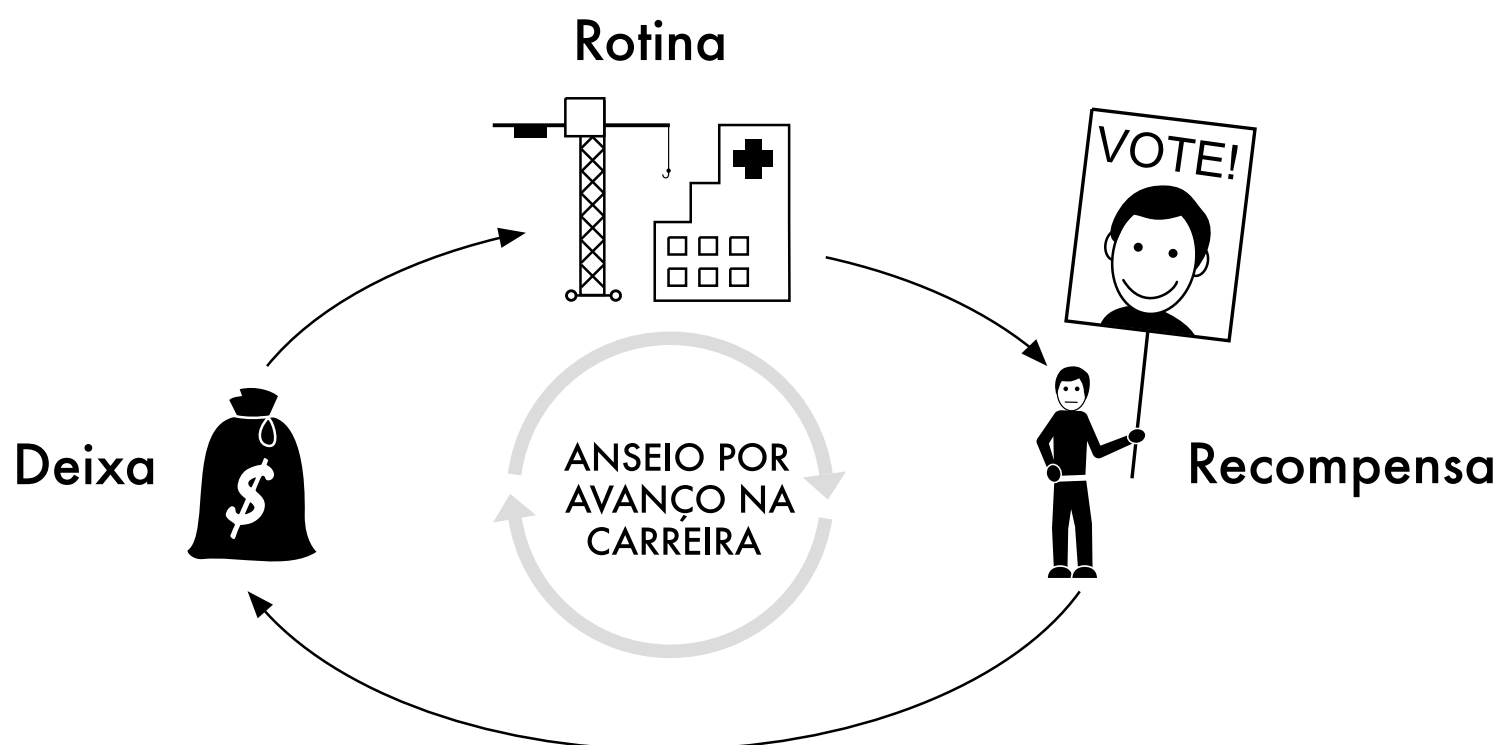 Rotina
VOTE!
Deixa
$
ANSEIO POR
AVANÇO NA
CARREIRA
Recompensa